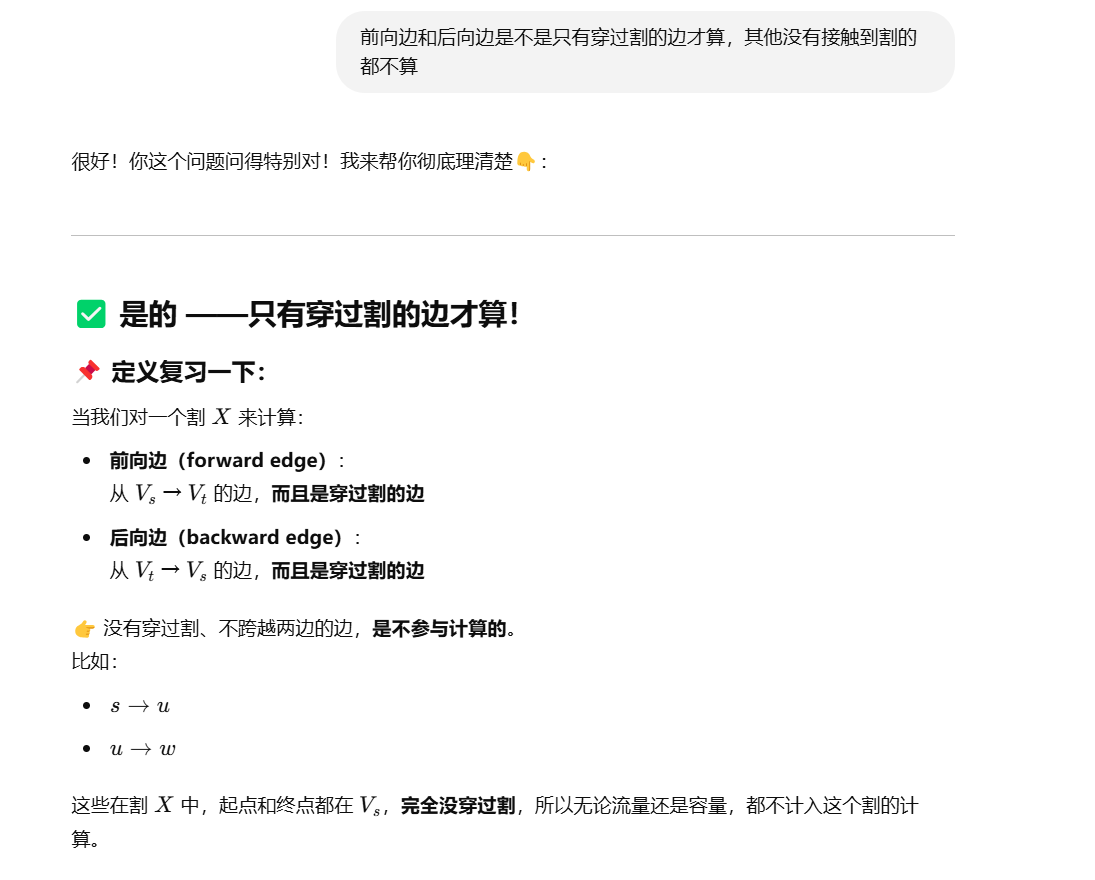 前向边和后向边是不是只有穿过割的边才算，其他没有接触到割的
都不算
很好！你这个问题问得特别对！我来帮你彻底理清楚👇：
✅ 是的 ——只有穿过割的边才算！
📌 定义复习一下：
当我们对一个割 X 来计算：
• 前向边（forward edge）：
从 Vₛ → Vₜ 的边，而且是穿过割的边
• 后向边（backward edge）：
从 Vₜ → Vₛ 的边，而且是穿过割的边
👉 没有穿过割、不跨越两边的边，是不参与计算的。
比如：
• s → u
• u → w
这些在割 X 中，起点和终点都在 Vₛ，完全没穿过割，所以无论流量还是容量，都不计入这个割的计
算。